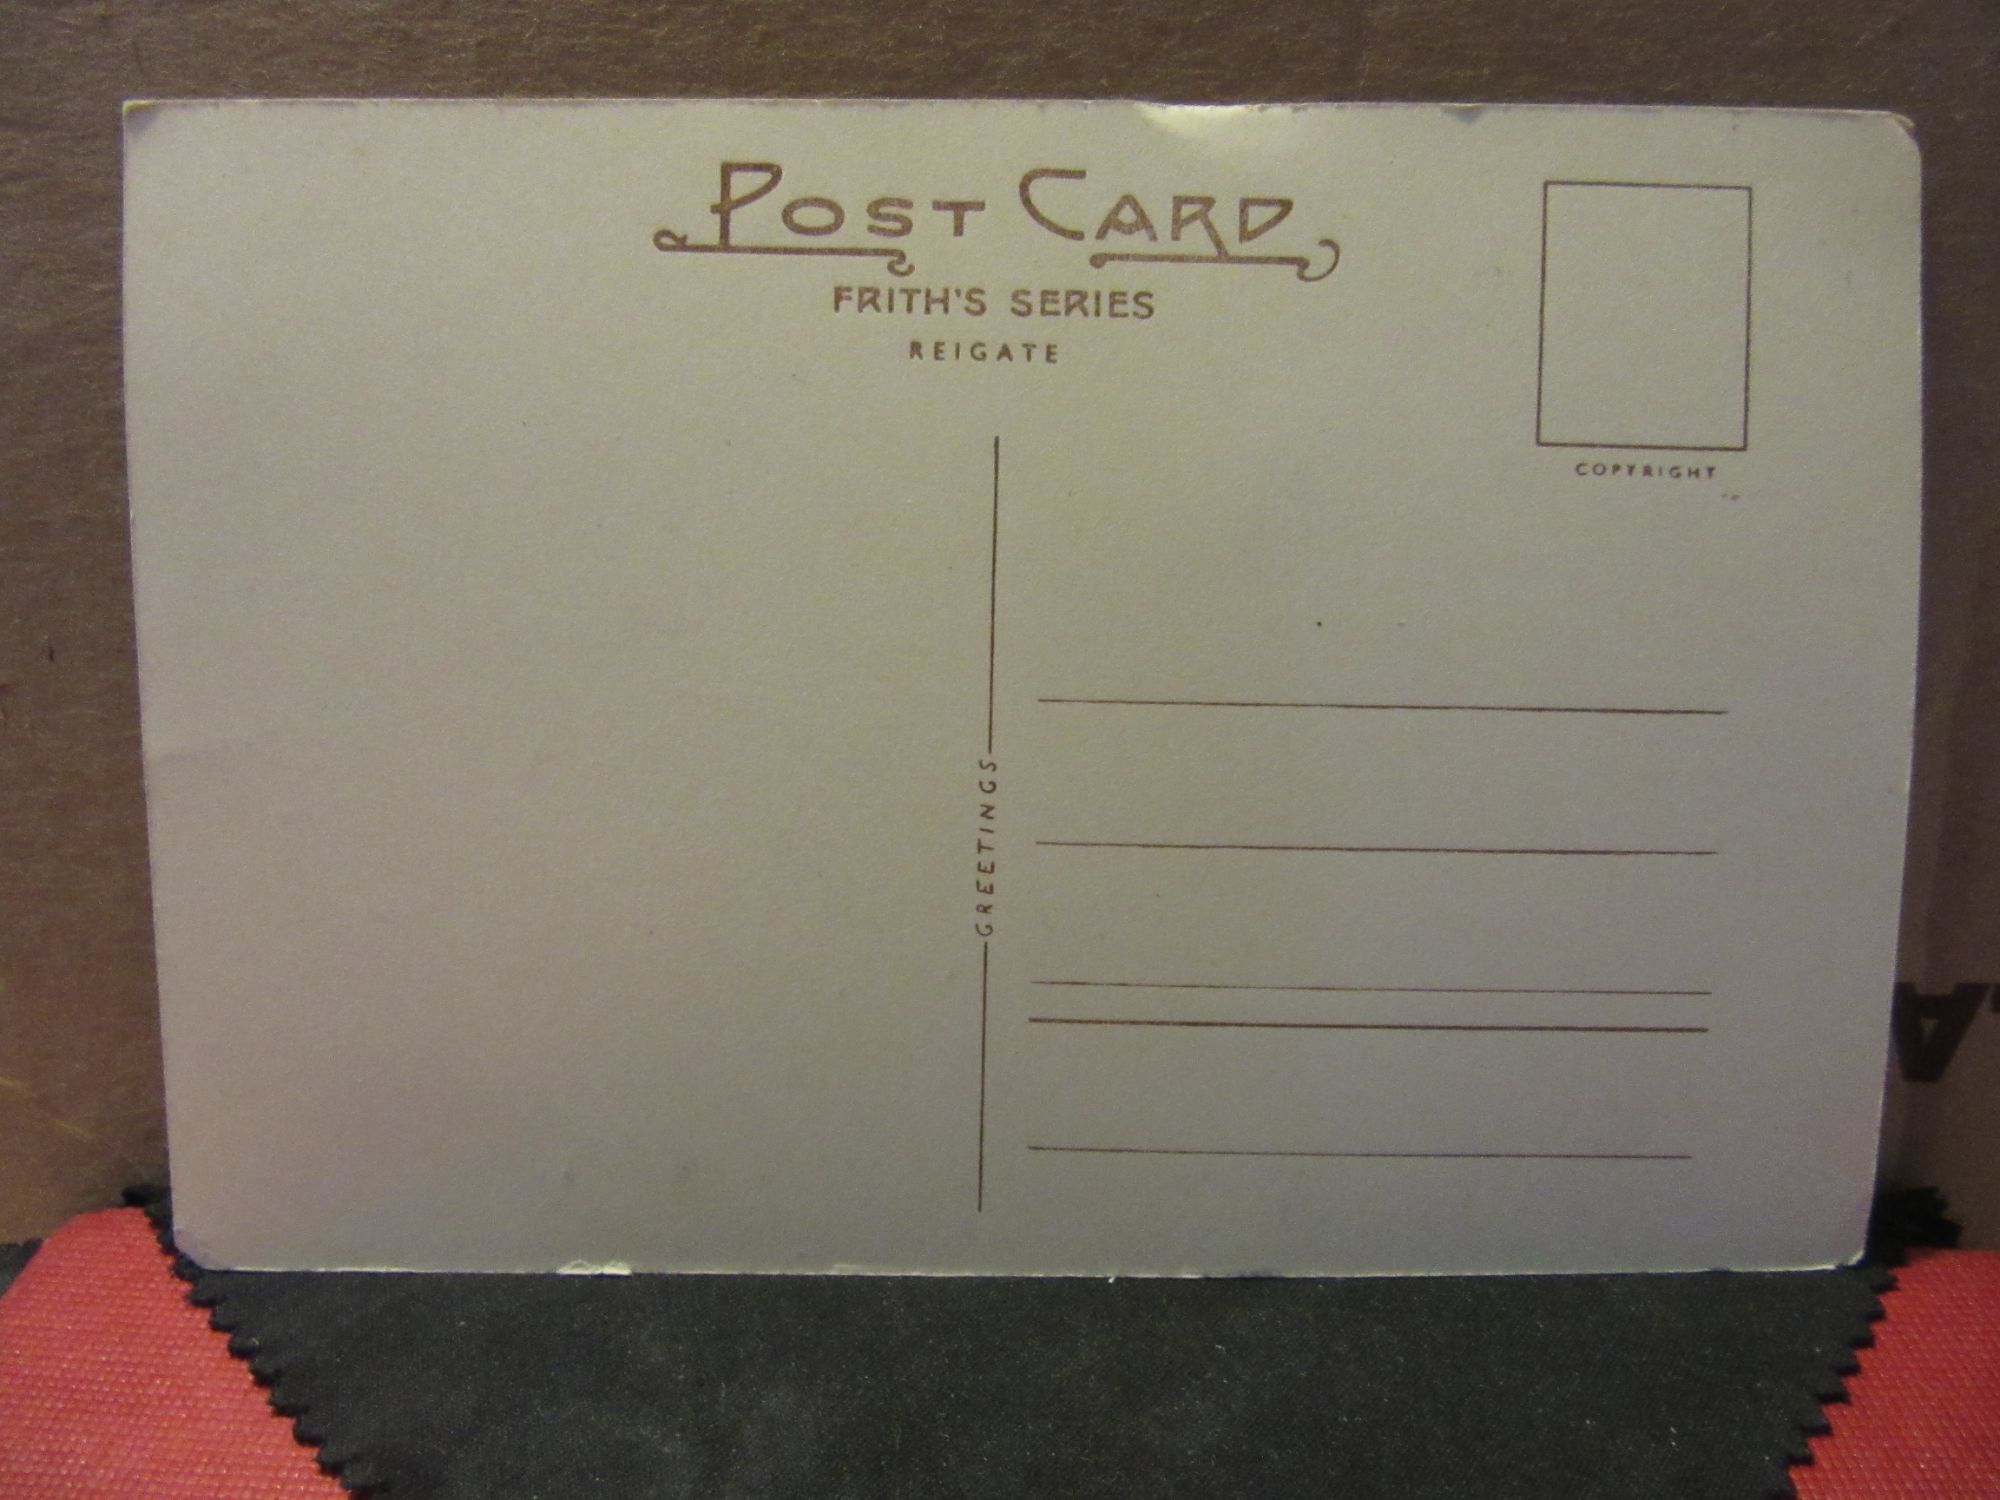 POST CARD
FRITH'S SERIES
REIGATE
COPYRIGHT
GREETINGS